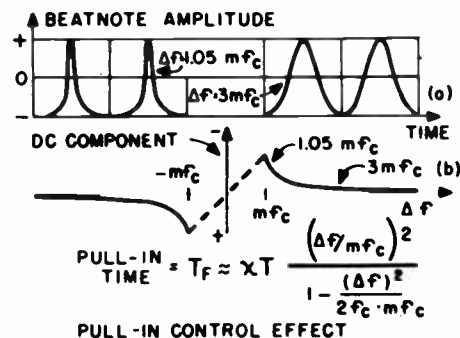 BEATNOTE AMPLITUDE
+
Δf=1.05 mfc
0
Δf=3mfc
(a)
-
TIME
DC COMPONENT
-
1.05 mfc
-mfc
3mfc
(b)
mfc
Δf
+
PULL-IN TIME = TF ≈ χT (Δf/mfc)² / 1 - (Δf)² / 2fc·mfc
PULL-IN CONTROL EFFECT